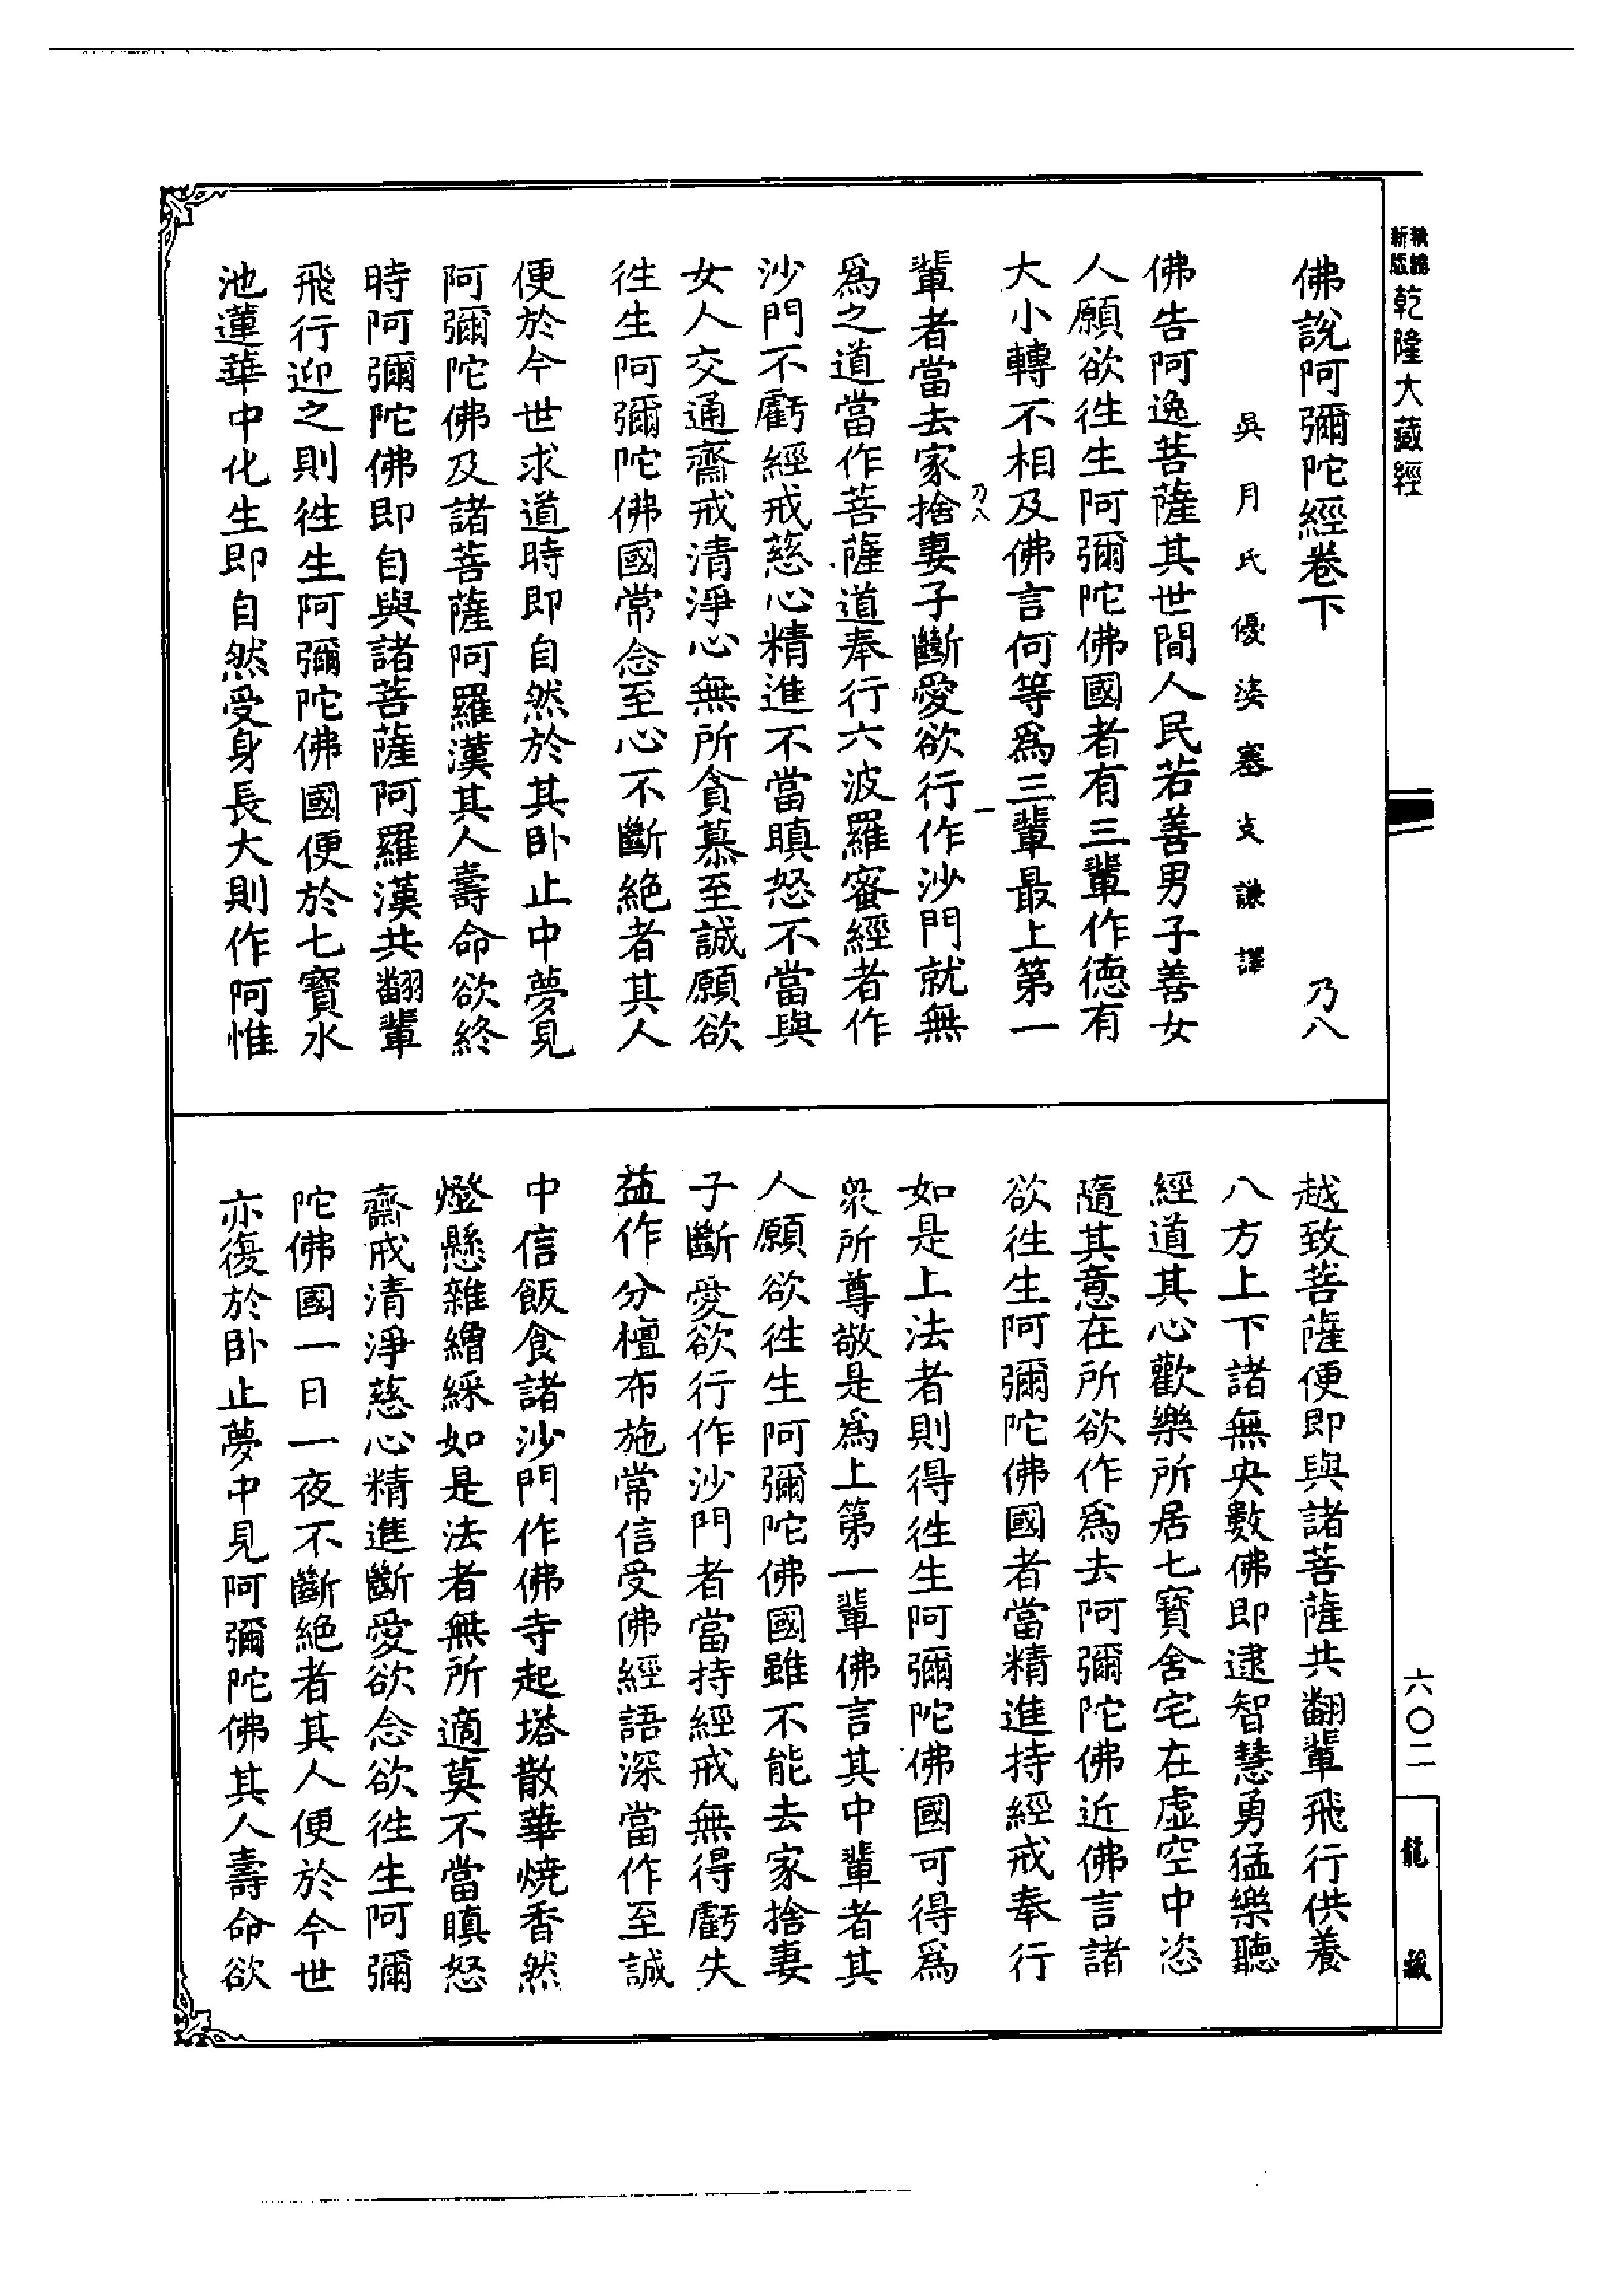 新版
乾隆大藏經
佛說阿彌陀經卷下 乃八
吳月氏優婆塞支謙譯
佛告阿逸菩薩其世間人民若善男子善女
人願欲徃生阿彌陀佛國者有三輩作德有
大小轉不相及佛言何等爲三輩最上第一
乃八
一
輩者當去家捨妻子斷愛欲行作沙門就無
爲之道當作菩薩道奉行六波羅蜜經者作
沙門不虧經戒慈心精進不當瞋怒不當與
女人交通齋戒清淨心無所貪慕至誠願欲
徃生阿彌陀佛國常念至心不斷絶者其人
便於今世求道時即自然於其卧止中夢見
阿彌陀佛及諸菩薩阿羅漢其人壽命欲終
時阿彌陀佛即自與諸菩薩阿羅漢共翻輩
飛行迎之則徃生阿彌陀佛國便於七寶水
池蓮華中化生即自然受身長大則作阿惟
越致菩薩便即與諸菩薩共翻輩飛行供養
八方上下諸無央數佛即逮智慧勇猛樂聽
經道其心歡樂所居七寶舍宅在虛空中恣
隨其意在所欲作爲去阿彌陀佛近佛言諸
欲徃生阿彌陀佛國者當精進持經戒奉行
如是上法者則得徃生阿彌陀佛國可得爲
衆所尊敬是爲上第一輩佛言其中輩者其
人願欲徃生阿彌陀佛國雖不能去家捨妻
子斷愛欲行作沙門者當持經戒無得虧失
益作分檀布施常信受佛經語深當作至誠
中信飯食諸沙門作佛寺起塔散華燒香然
燈懸雜繒綵如是法者無所適莫不當瞋怒
齋戒清淨慈心精進斷愛欲念欲徃生阿彌
陀佛國一日一夜不斷絶者其人便於今世
亦復於卧止夢中見阿彌陀佛其人壽命欲
六〇二
龍藏